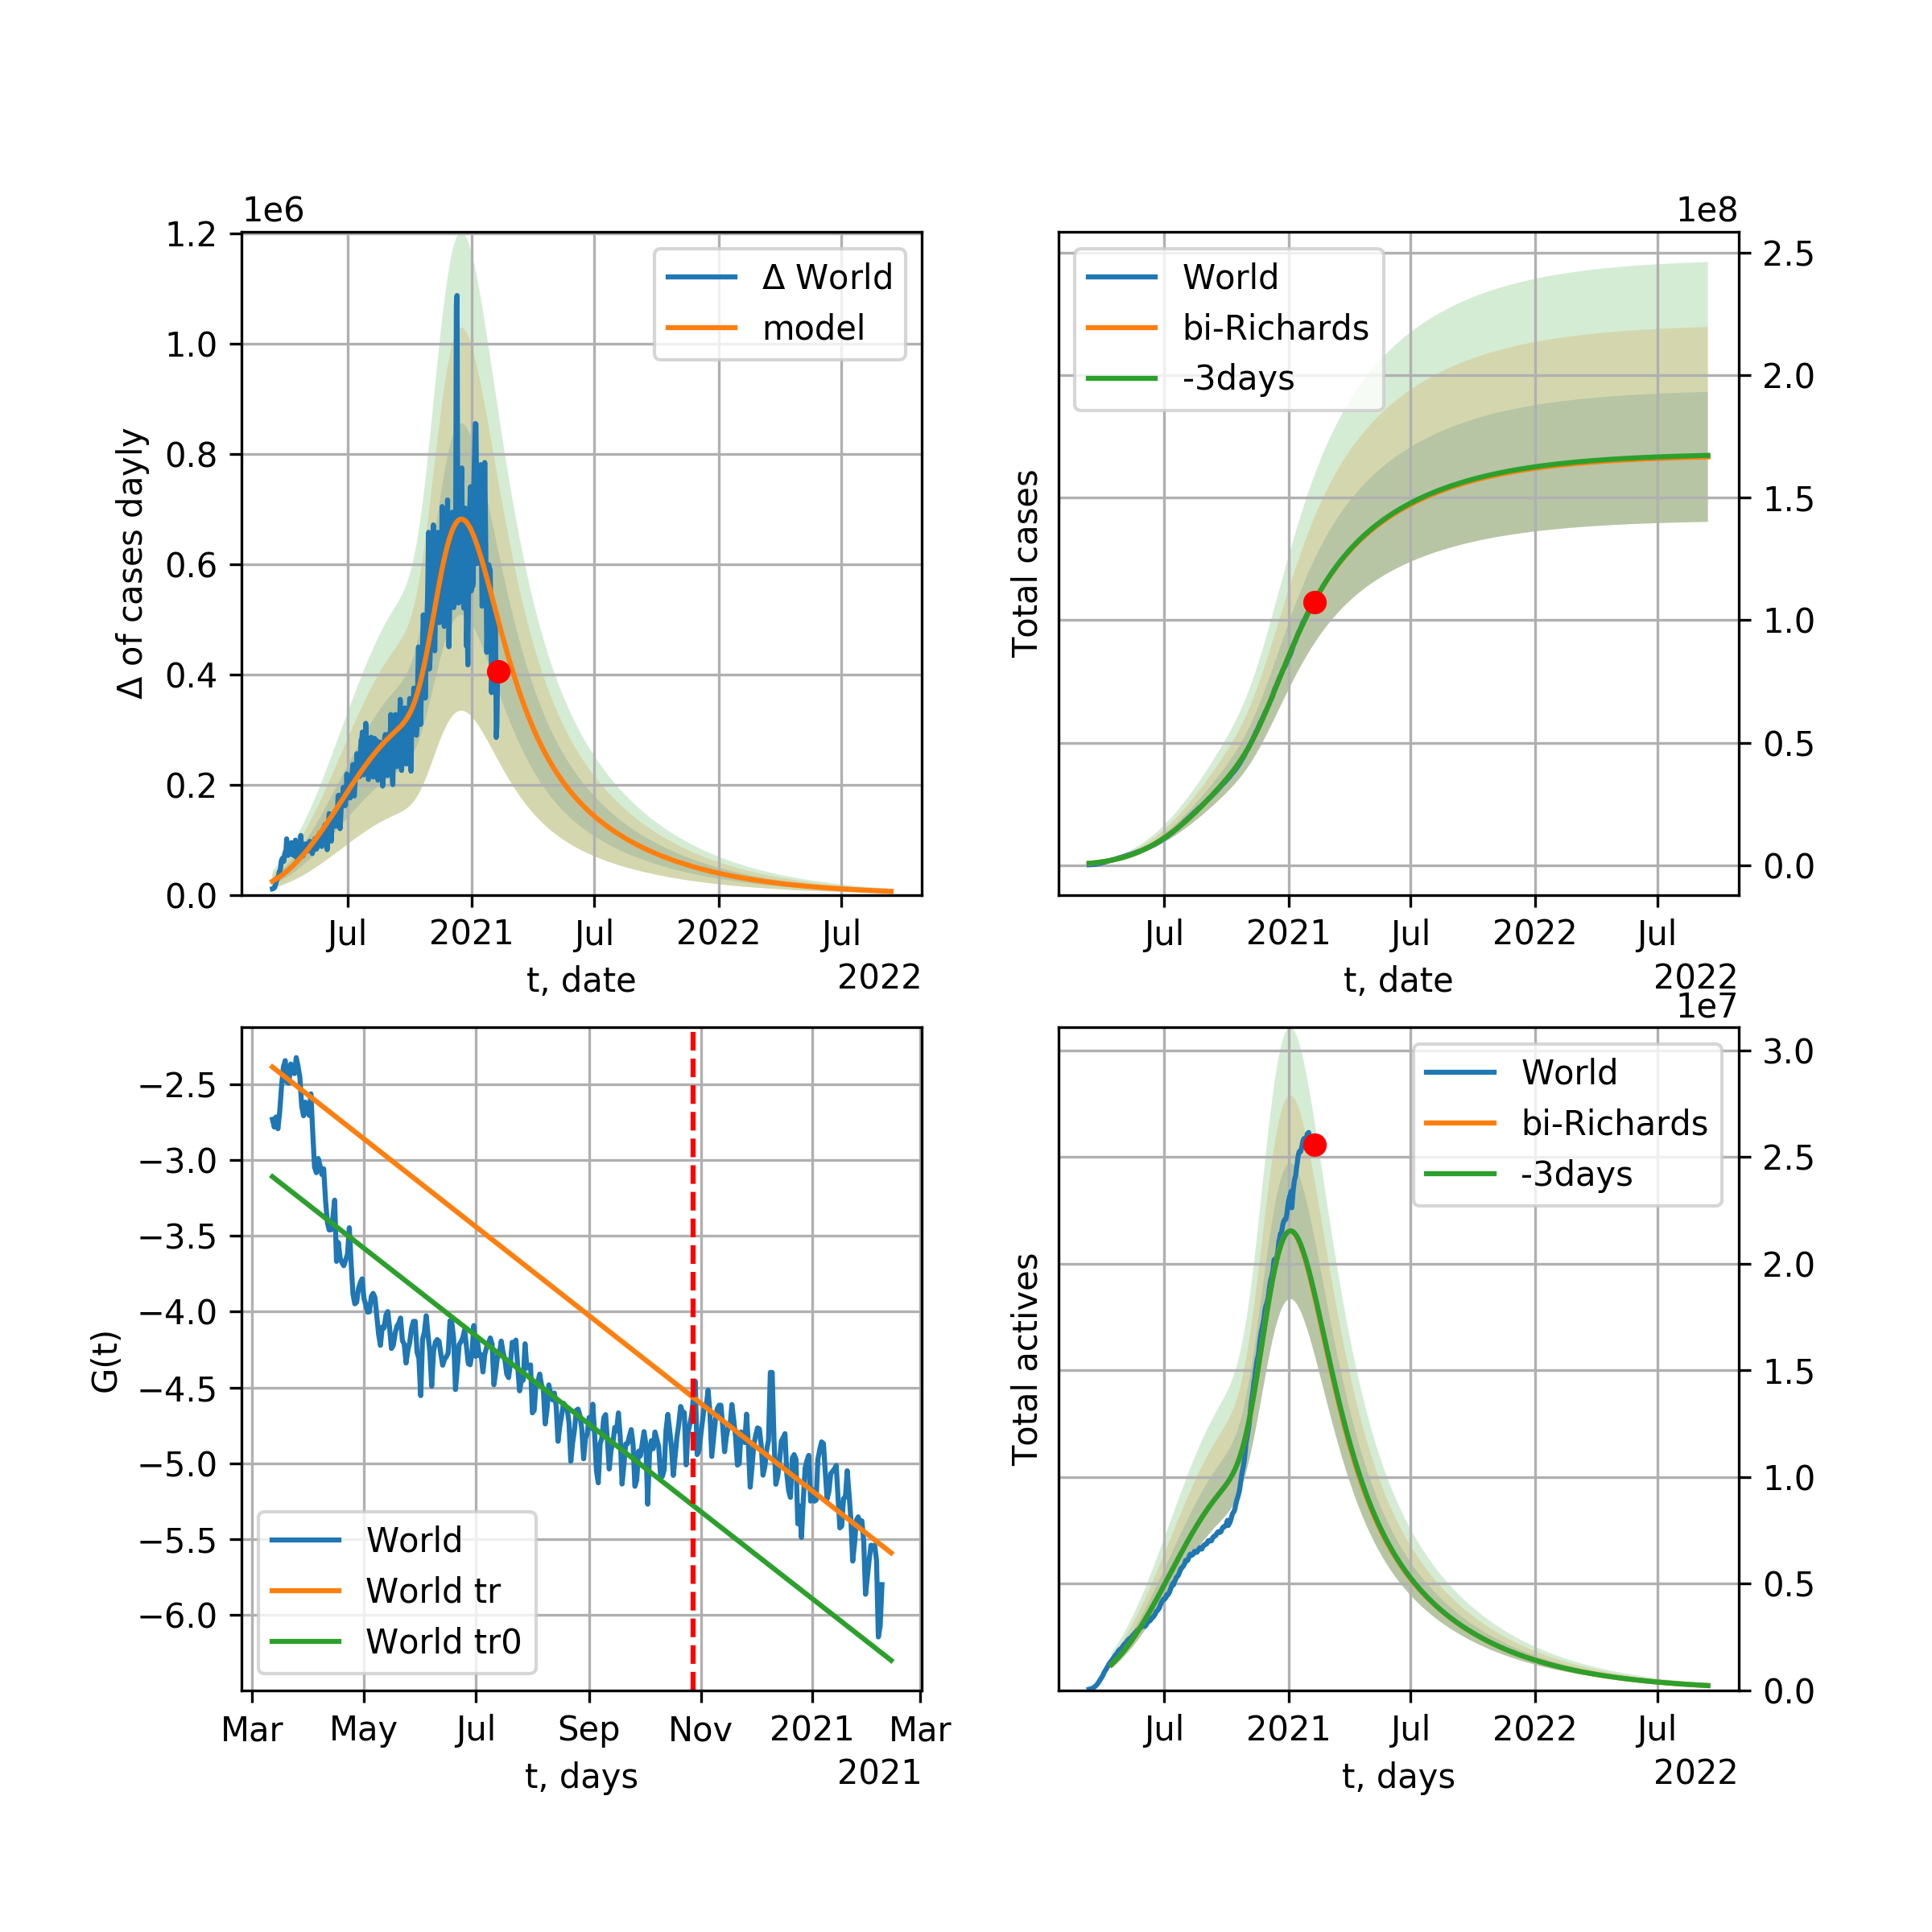 1e6
1.2
1.0
0.8
0.6
0.4
0.2
0.0
Δ of cases dayly
Δ World
model
Jul
2021
Jul
2022
Jul
t, date
2022
1e8
2.5
2.0
1.5
1.0
0.5
0.0
Total cases
World
bi-Richards
-3days
Jul
2021
Jul
2022
Jul
t, date
2022
−2.5
−3.0
−3.5
−4.0
−4.5
−5.0
−5.5
−6.0
G(t)
World
World tr
World tr0
Mar
May
Jul
Sep
Nov
2021
Mar
t, days
2021
1e7
3.0
2.5
2.0
1.5
1.0
0.5
0.0
Total actives
World
bi-Richards
-3days
Jul
2021
Jul
2022
Jul
t, days
2022